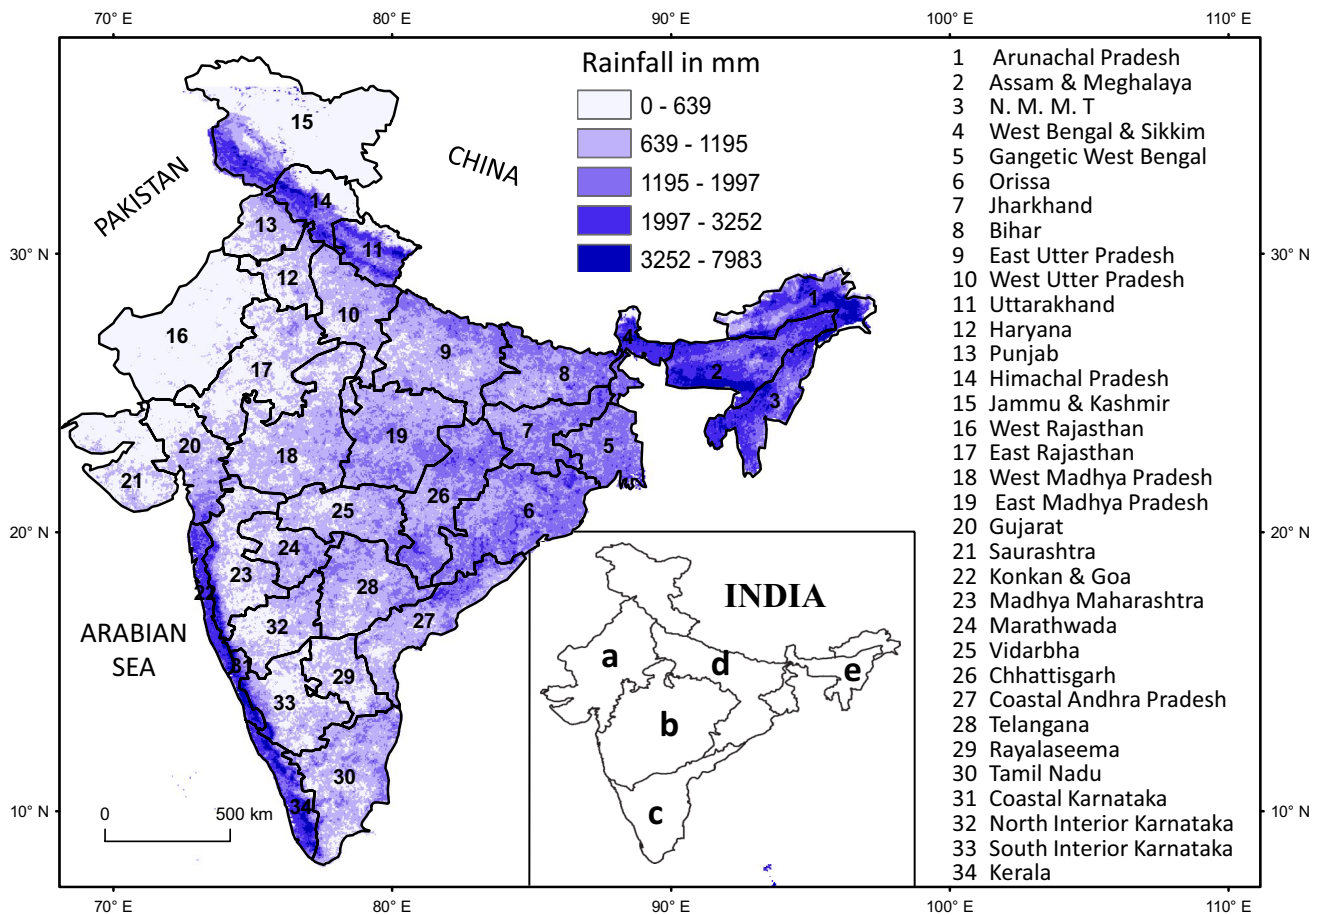 70° E 80° E 90° E 100° E 110° E
Rainfall in mm
0 - 639
639 - 1195
1195 - 1997
1997 - 3252
3252 - 7983
PAKISTAN
CHINA
ARABIAN
SEA
30° N
20° N
10° N
30° N
20° N
10° N
15
14
13
11
12
16
10
17
9
8
4
1
2
3
20
21
18
19
7
5
26
6
25
24
23
22
28
27
32
31
29
33
30
34
0 500 km
INDIA
a
d
e
b
c
1 Arunachal Pradesh
2 Assam & Meghalaya
3 N. M. M. T
4 West Bengal & Sikkim
5 Gangetic West Bengal
6 Orissa
7 Jharkhand
8 Bihar
9 East Utter Pradesh
10 West Utter Pradesh
11 Uttarakhand
12 Haryana
13 Punjab
14 Himachal Pradesh
15 Jammu & Kashmir
16 West Rajasthan
17 East Rajasthan
18 West Madhya Pradesh
19 East Madhya Pradesh
20 Gujarat
21 Saurashtra
22 Konkan & Goa
23 Madhya Maharashtra
24 Marathwada
25 Vidarbha
26 Chhattisgarh
27 Coastal Andhra Pradesh
28 Telangana
29 Rayalaseema
30 Tamil Nadu
31 Coastal Karnataka
32 North Interior Karnataka
33 South Interior Karnataka
34 Kerala
70° E 80° E 90° E 100° E 110° E